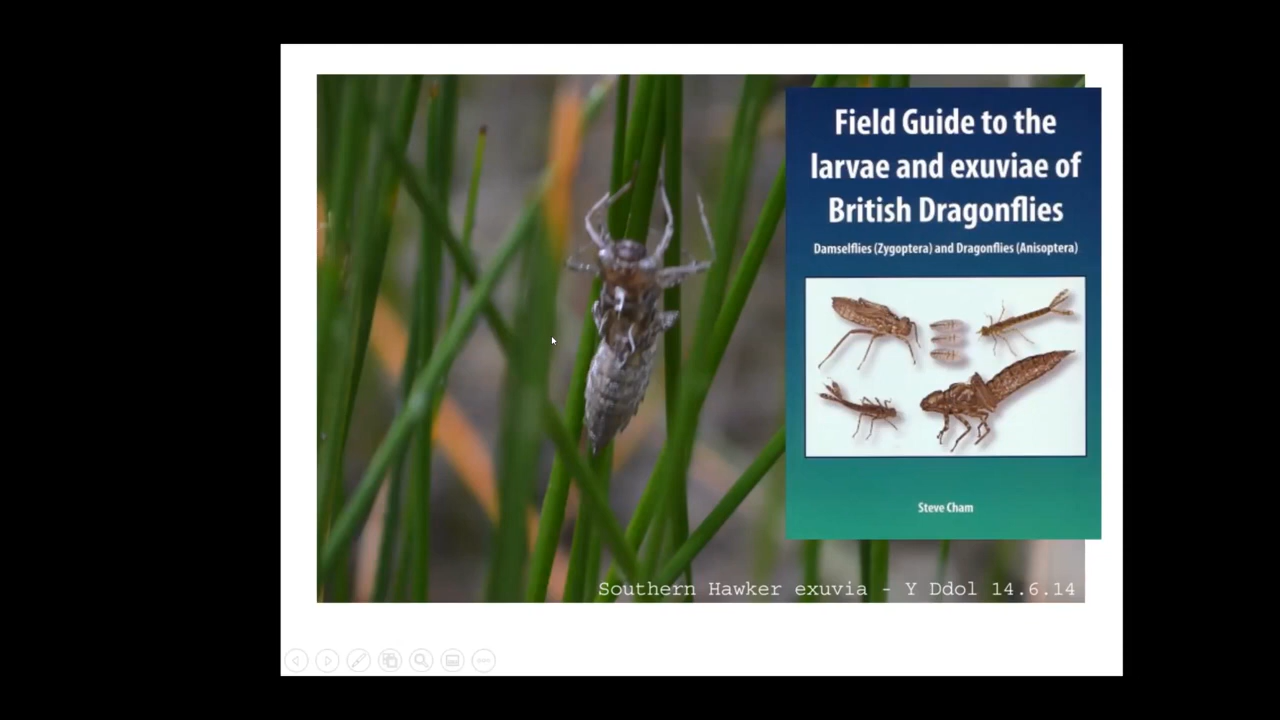 Field Guide to the
larvae and exuviae of
British Dragonflies
Damselflies (Zygoptera) and Dragonflies (Anisoptera)
Steve Cham
Southern Hawker exuvia - Y Ddol 14.6.14